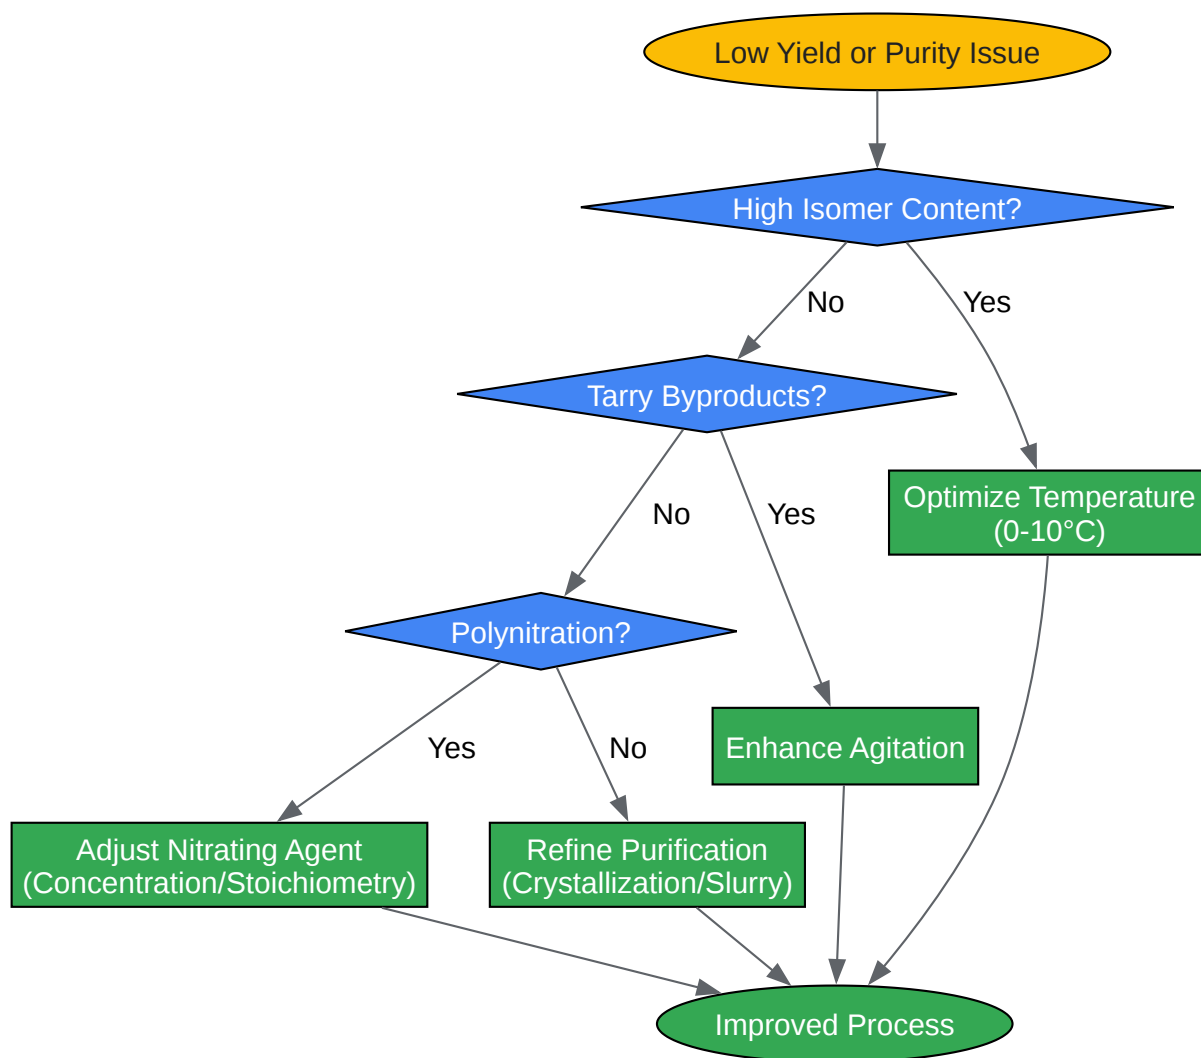 Low Yield or Purity Issue
High Isomer Content?
No
Yes
Tarry Byproducts?
Optimize Temperature
(0-10°C)
No
Yes
Polynitration?
Enhance Agitation
Yes
No
Adjust Nitrating Agent
(Concentration/Stoichiometry)
Refine Purification
(Crystallization/Slurry)
Improved Process